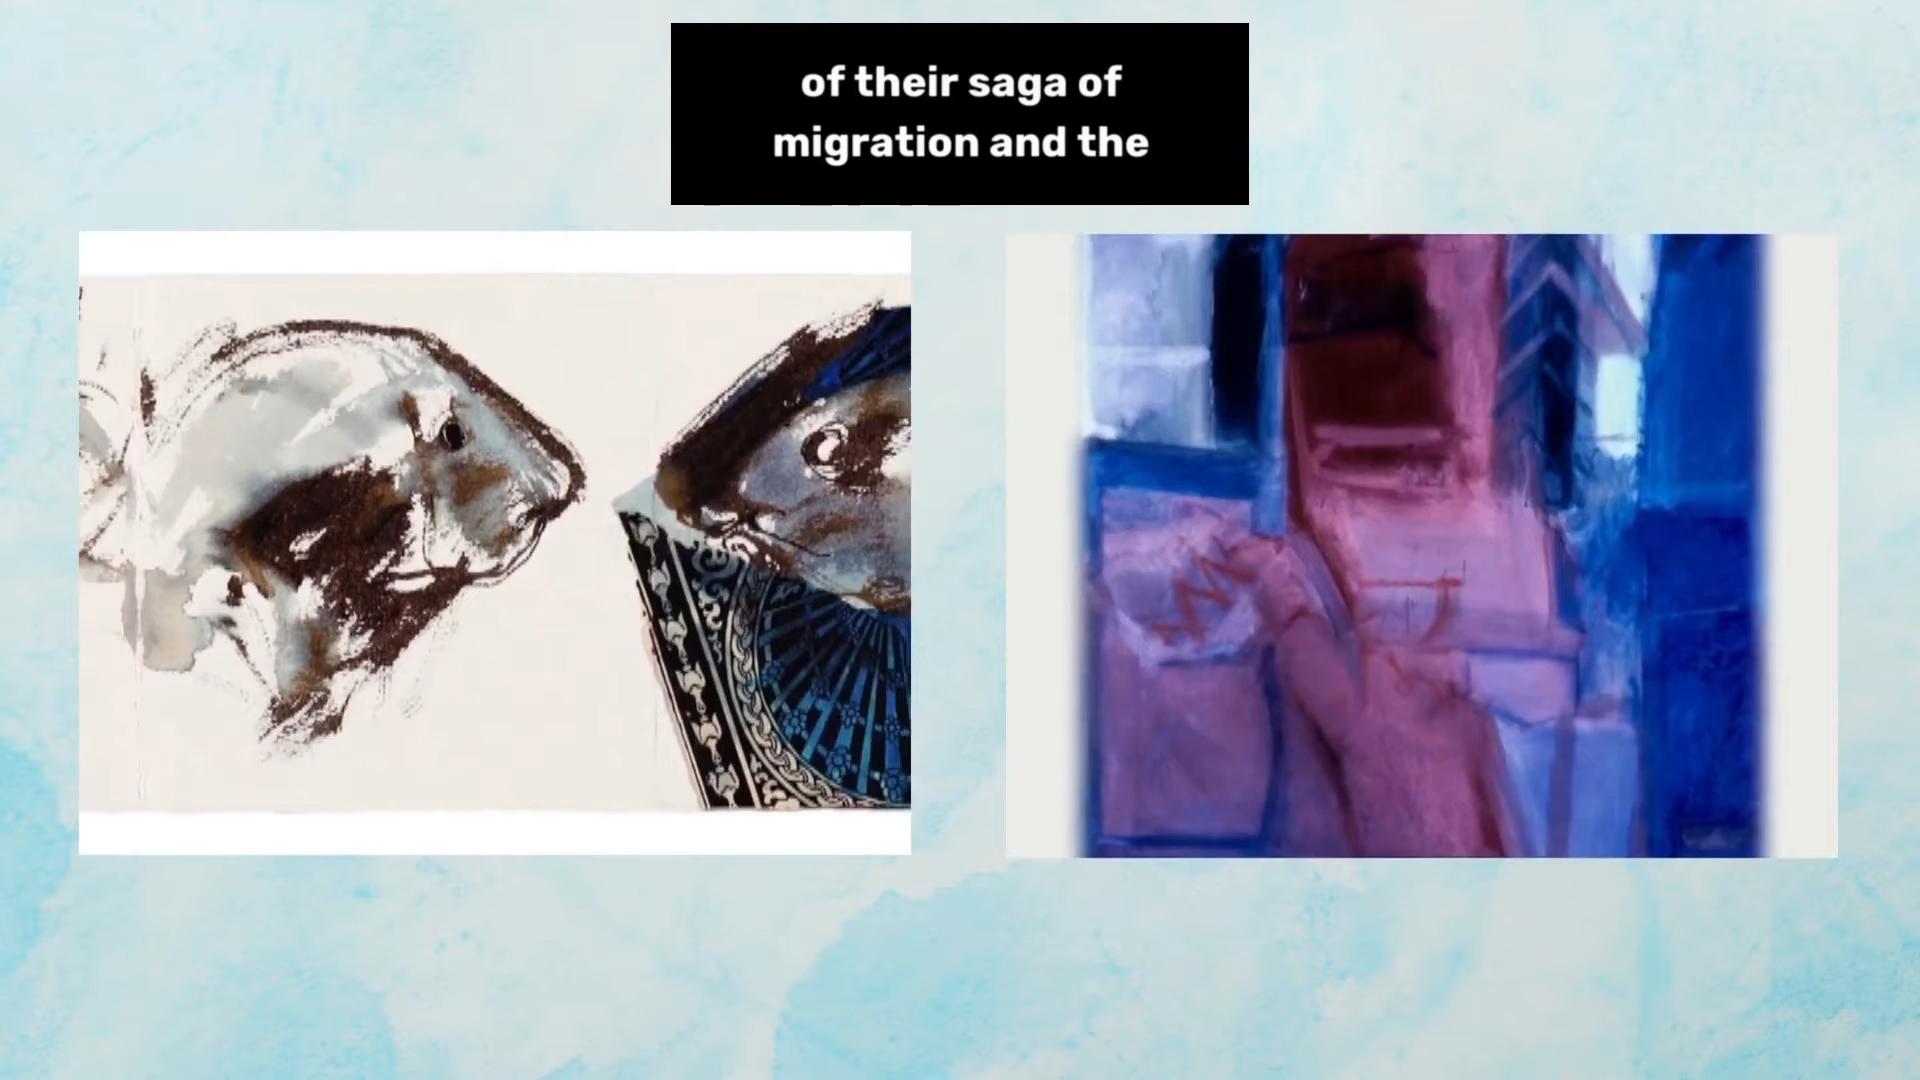 of their saga of
migration and the